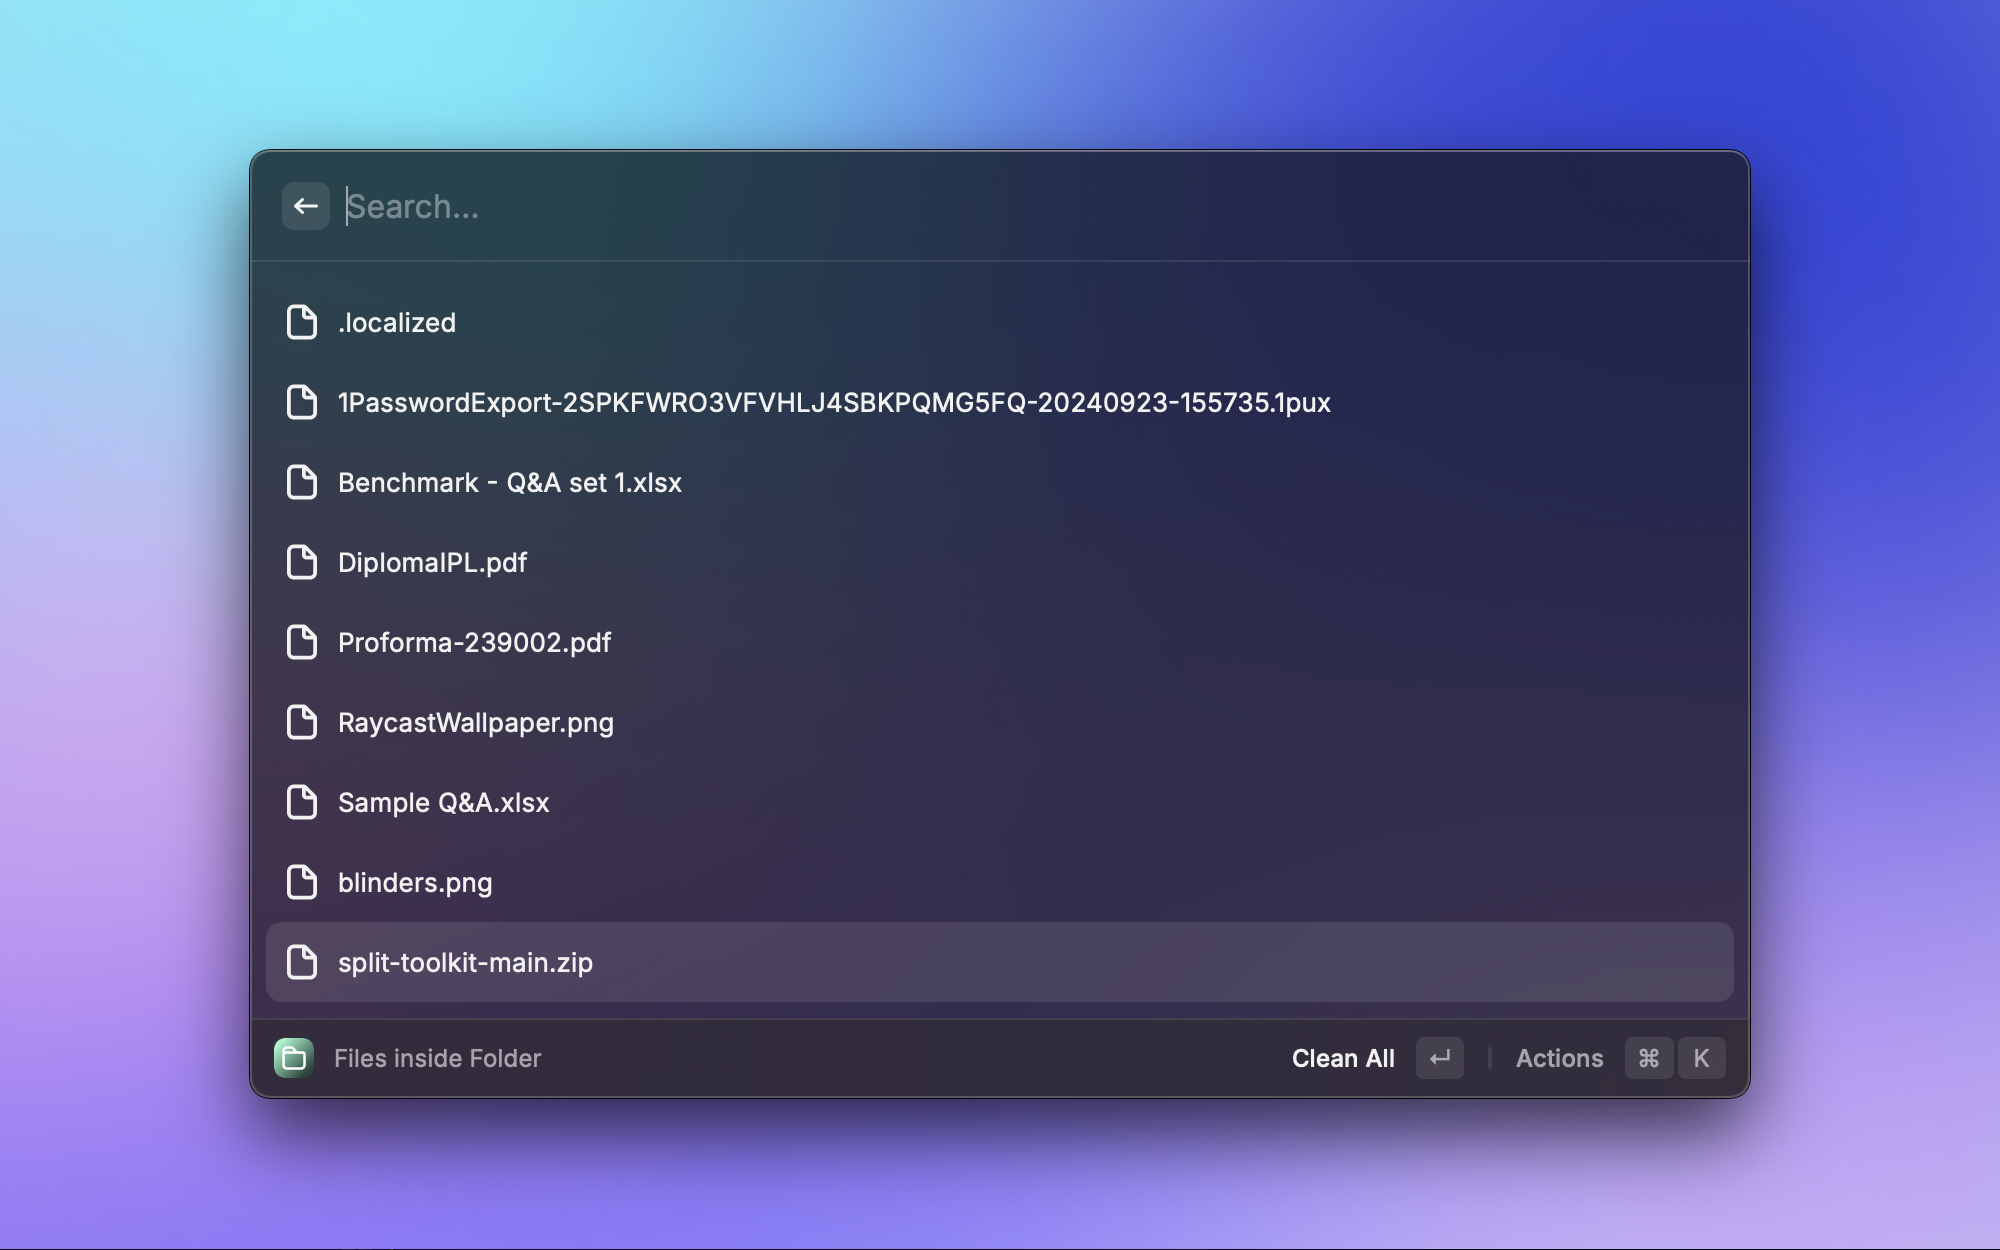 Search...
.localized
1PasswordExport-2SPKFWRO3VFVHLJ4SBKPQMG5FQ-20240923-155735.1pux
Benchmark - Q&A set 1.xlsx
DiplomaIPL.pdf
Proforma-239002.pdf
RaycastWallpaper.png
Sample Q&A.xlsx
blinders.png
split-toolkit-main.zip
Files inside Folder Clean All ↵ Actions ⌘ K